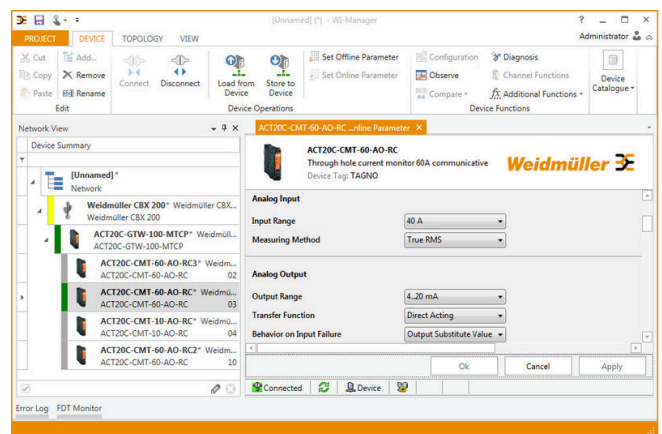 [Unnamed] (*) - WI-Manager
PROJECT DEVICE TOPOLOGY VIEW Administrator
Cut Add... Set Offline Parameter Configuration Diagnosis
Copy Remove Set Online Parameter Observe Channel Functions
Paste Rename Compare Additional Functions
Connect Disconnect Load from Device Store to Device Device Catalogue
Edit Device Operations Device Functions
Network View
Device Summary
[Unnamed]*
Network
Weidmüller CBX 200* Weidmüller CBX...
Weidmüller CBX 200
ACT20C-GTW-100-MTCP* Weidmüll...
ACT20C-GTW-100-MTCP
ACT20C-CMT-60-AO-RC3* Weidm...
ACT20C-CMT-60-AO-RC 02
ACT20C-CMT-60-AO-RC* Weidmü...
ACT20C-CMT-60-AO-RC 03
ACT20C-CMT-10-AO-RC* Weidmü...
ACT20C-CMT-10-AO-RC 04
ACT20C-CMT-60-AO-RC2* Weidm...
ACT20C-CMT-60-AO-RC 10
ACT20C-CMT-60-AO-RC ...nline Parameter
ACT20C-CMT-60-AO-RC
Through hole current monitor 60A communicative
Device Tag: TAGNO
Weidmüller
Analog Input
Input Range 40 A
Measuring Method True RMS
Analog Output
Output Range 4..20 mA
Transfer Function Direct Acting
Behavior on Input Failure Output Substitute Value
Ok Cancel Apply
Connected Device
Error Log FDT Monitor